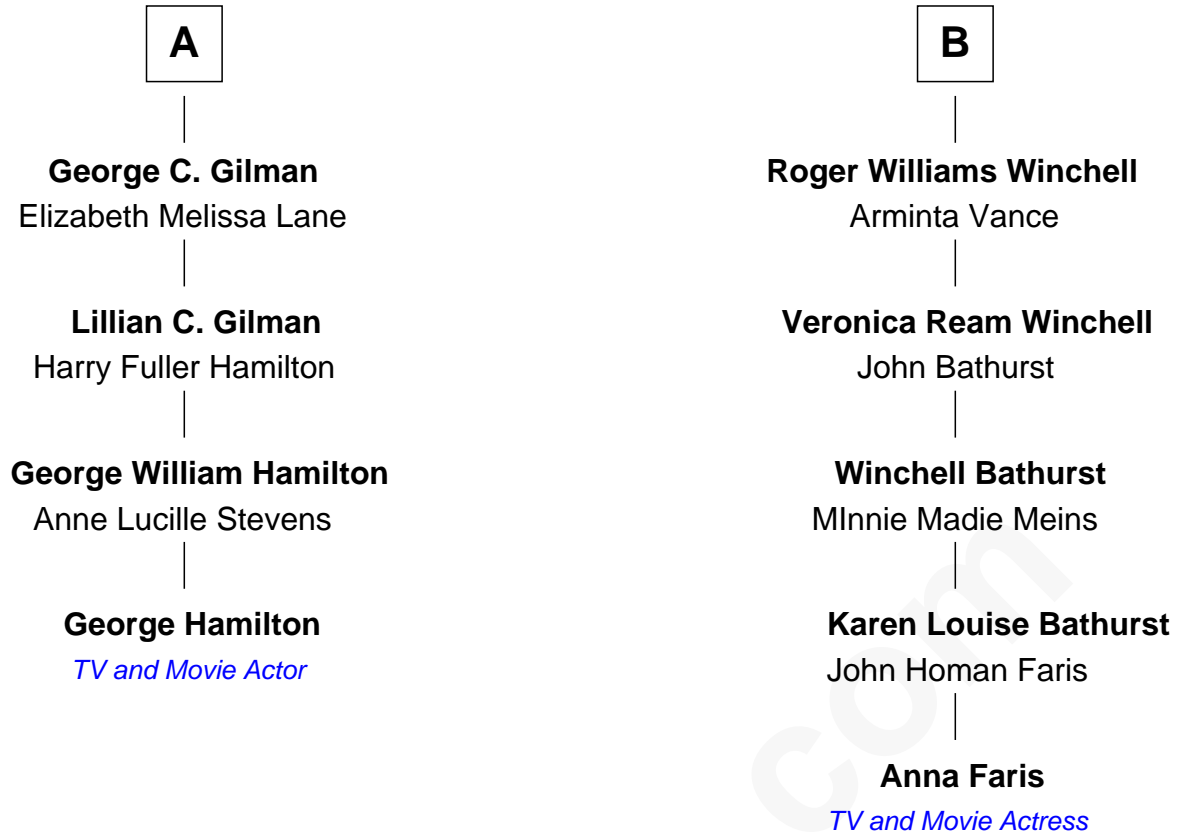 A
George C. Gilman
Elizabeth Melissa Lane
Lillian C. Gilman
Harry Fuller Hamilton
George William Hamilton
Anne Lucille Stevens
George Hamilton
TV and Movie Actor
B
Roger Williams Winchell
Arminta Vance
Veronica Ream Winchell
John Bathurst
Winchell Bathurst
MInnie Madie Meins
Karen Louise Bathurst
John Homan Faris
Anna Faris
TV and Movie Actress
com